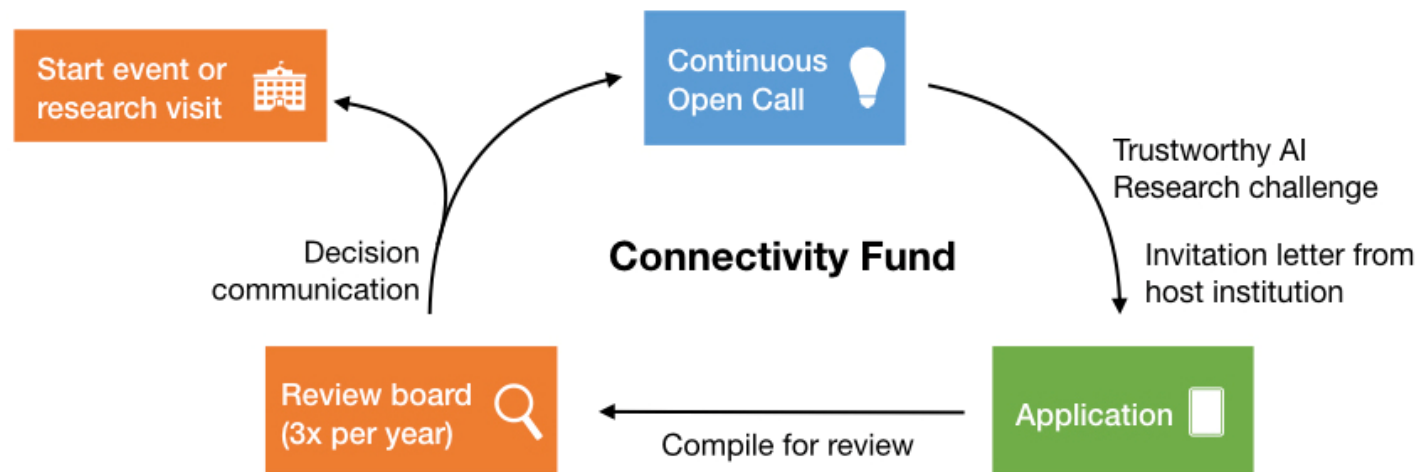 Start event or
research visit
Continuous
Open Call
Trustworthy AI
Research challenge
Decision
communication
Connectivity Fund
Invitation letter from
host institution
Review board
(3x per year)
Compile for review
Application